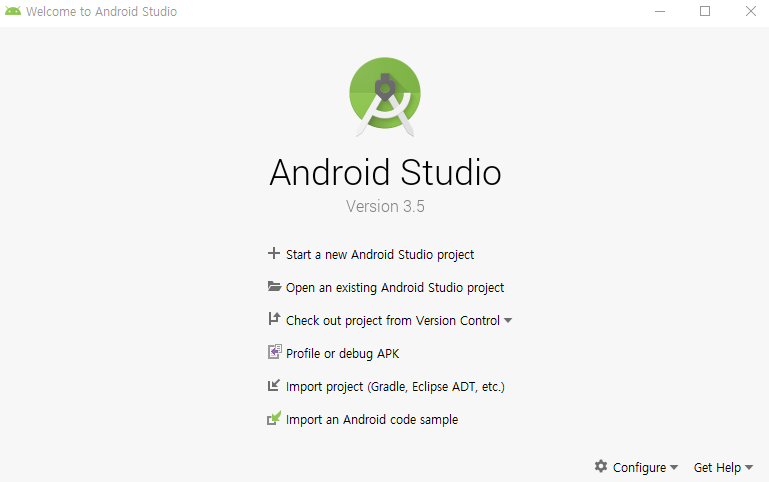 Welcome to Android Studio
Android Studio
Version 3.5
Start a new Android Studio project
Open an existing Android Studio project
Check out project from Version Control
Profile or debug APK
Import project (Gradle, Eclipse ADT, etc.)
Import an Android code sample
Configure Get Help